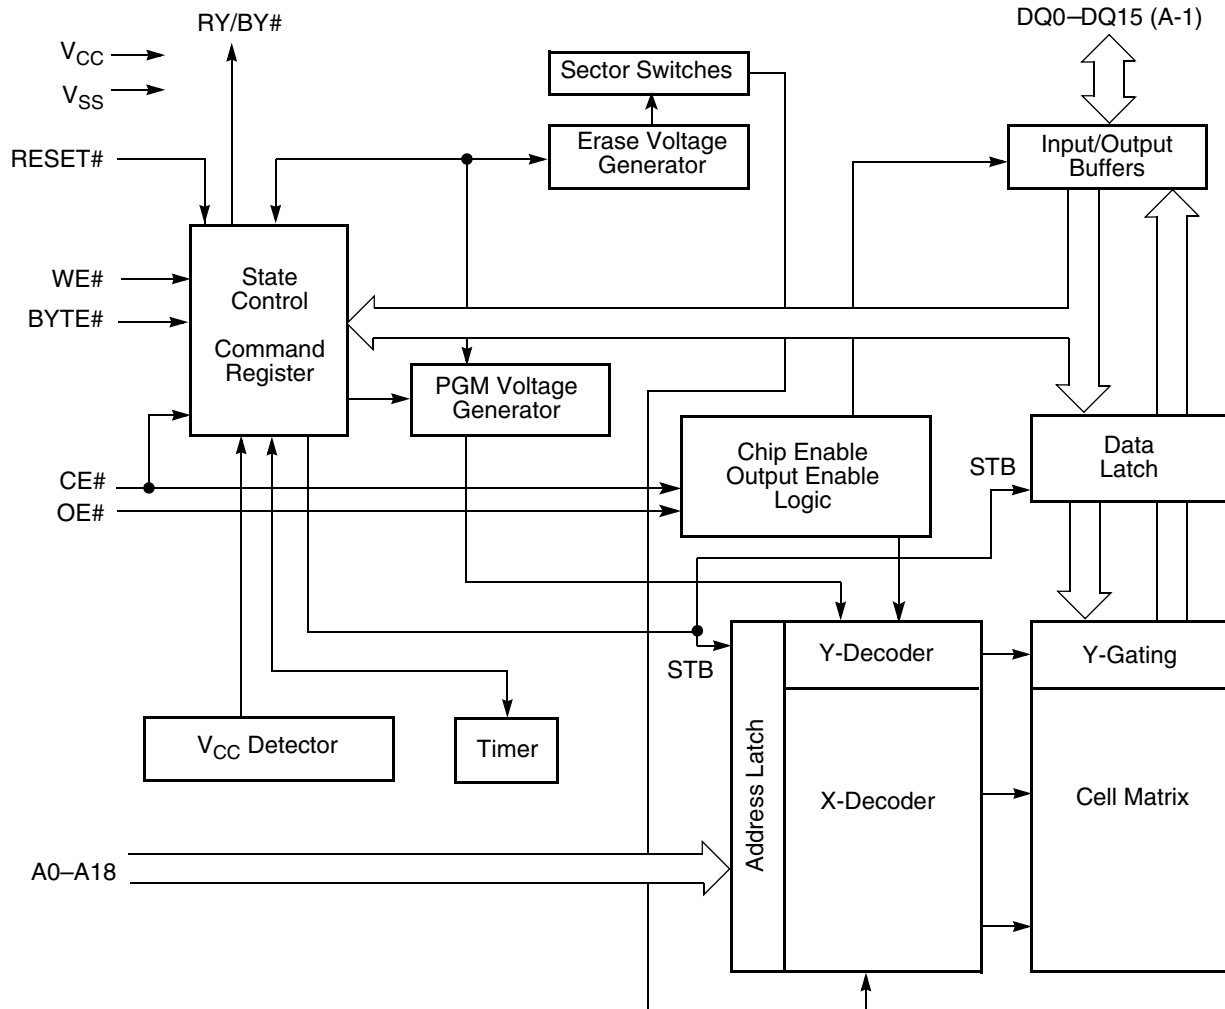 RY/BY#
DQ0–DQ15 (A-1)
VCC
VSS
Sector Switches
RESET#
Erase Voltage
Generator
Input/Output
Buffers
WE#
BYTE#
State
Control
Command
Register
PGM Voltage
Generator
CE#
OE#
Chip Enable
Output Enable
Logic
STB
Data
Latch
STB
Y-Decoder
Y-Gating
VCC Detector
Timer
Address Latch
X-Decoder
Cell Matrix
A0–A18